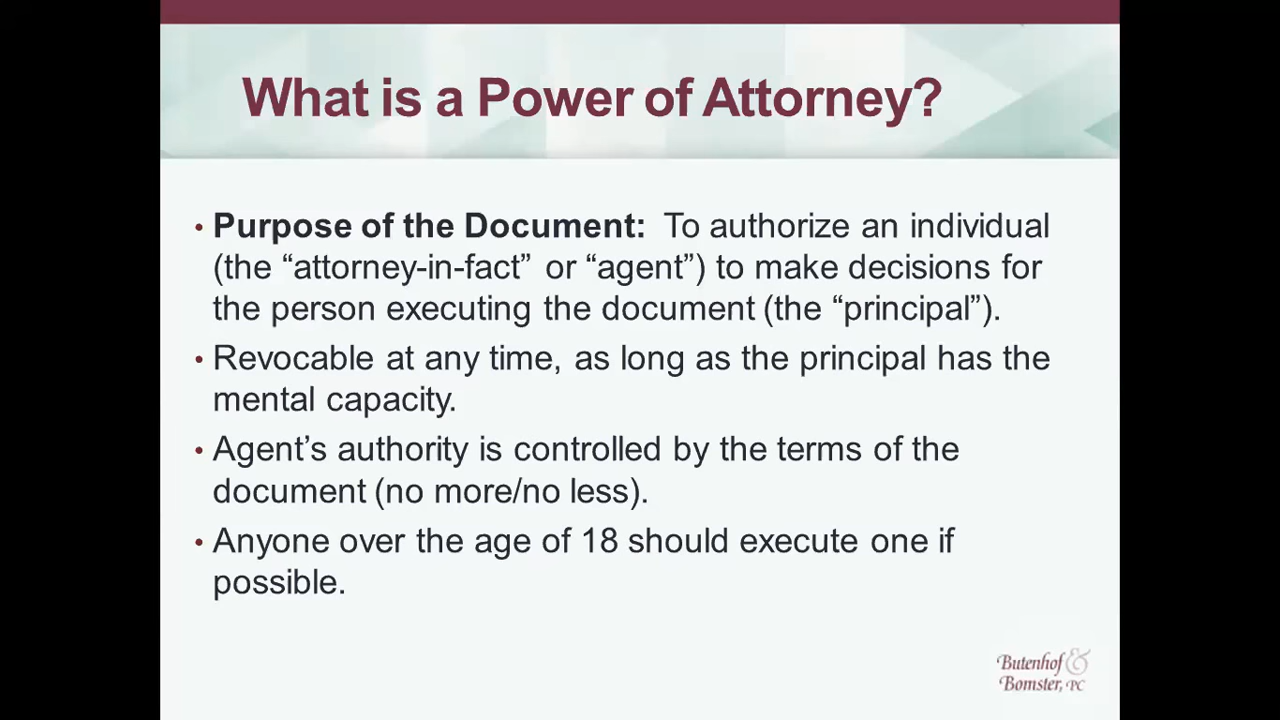 What is a Power of Attorney?
• Purpose of the Document:  To authorize an individual
(the “attorney-in-fact” or “agent”) to make decisions for
the person executing the document (the “principal”).
• Revocable at any time, as long as the principal has the
mental capacity.
• Agent’s authority is controlled by the terms of the
document (no more/no less).
• Anyone over the age of 18 should execute one if
possible.
Butenhof &
Bomster, PC